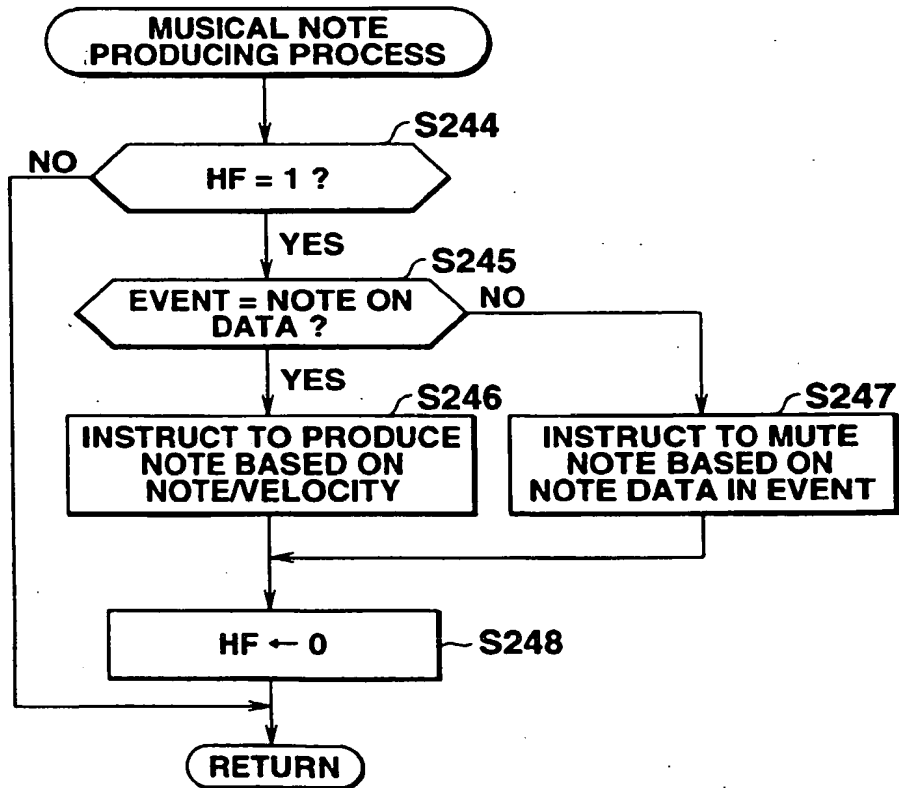 MUSICAL NOTE
PRODUCING PROCESS
S244
NO
HF = 1 ?
YES
S245
EVENT = NOTE ON
DATA ?
NO
YES
S246
INSTRUCT TO PRODUCE
NOTE BASED ON
NOTE/VELOCITY
S247
INSTRUCT TO MUTE
NOTE BASED ON
NOTE DATA IN EVENT
HF ← 0
S248
RETURN